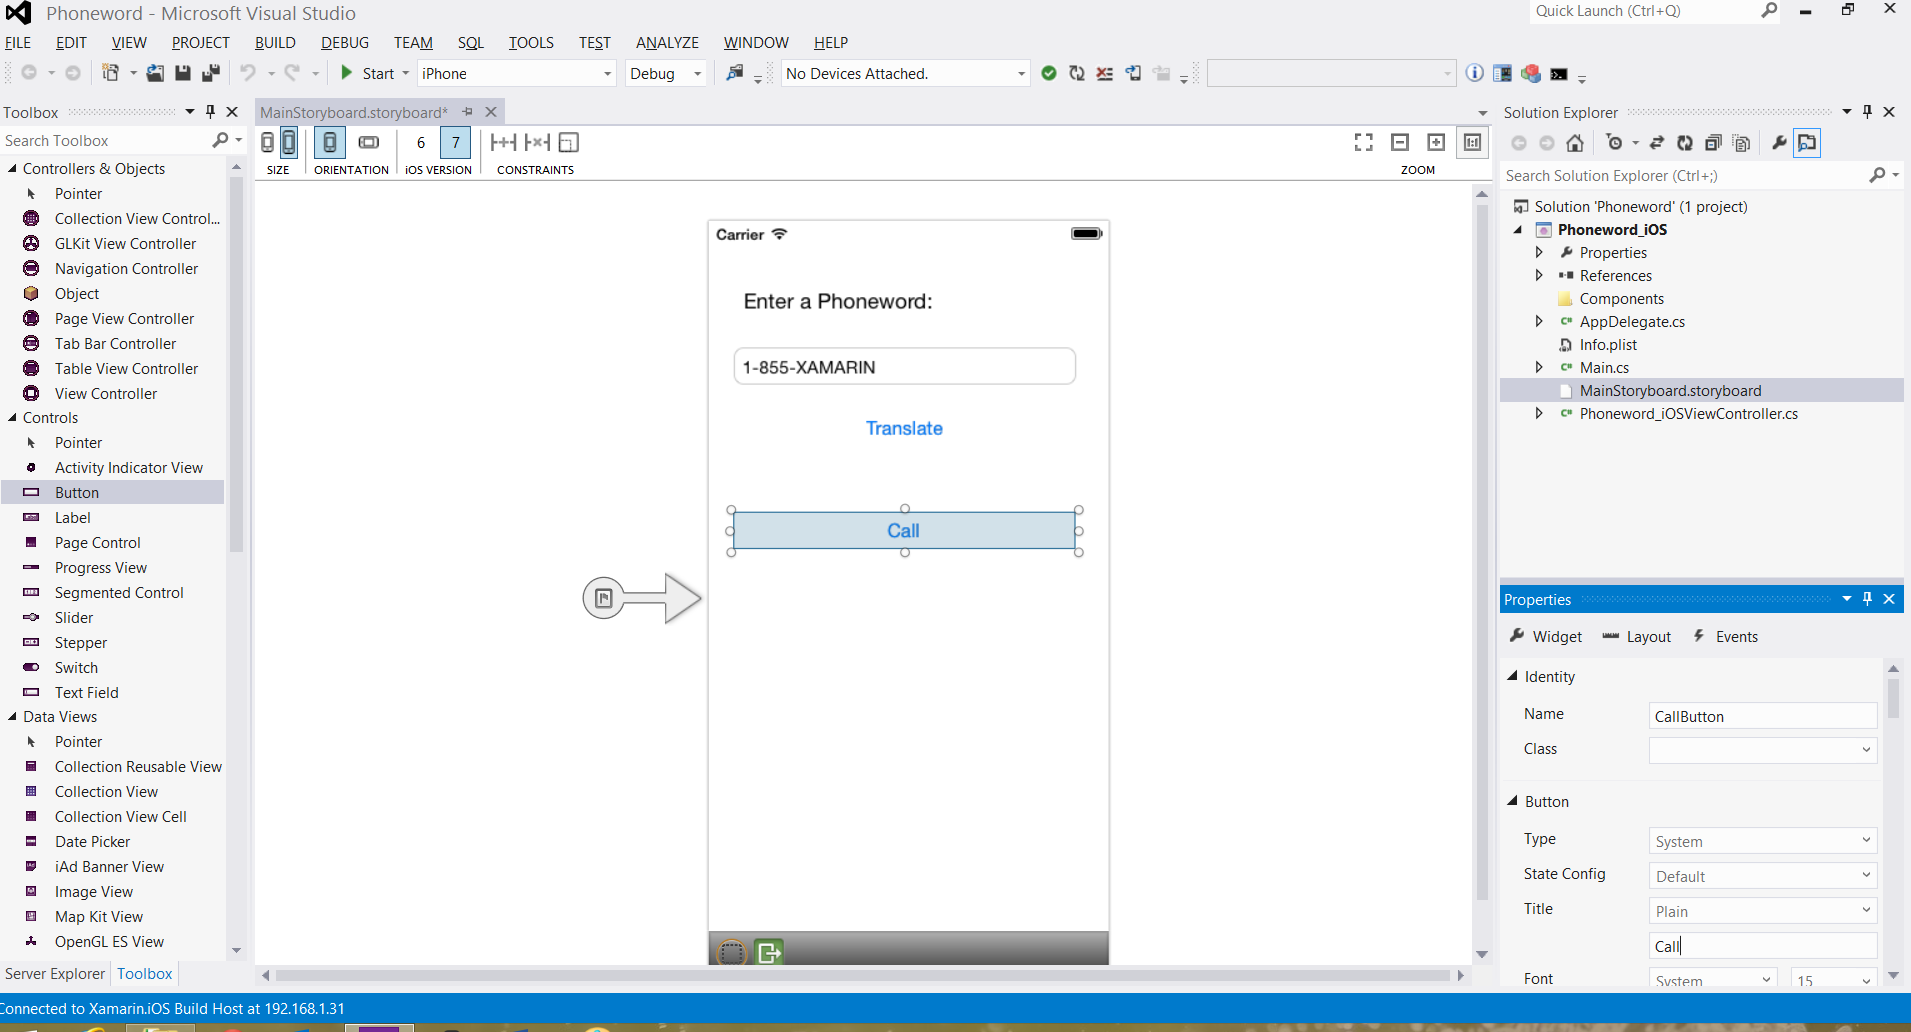 Phoneword - Microsoft Visual Studio
Quick Launch (Ctrl+Q)
FILE EDIT VIEW PROJECT BUILD DEBUG TEAM SQL TOOLS TEST ANALYZE WINDOW HELP
Start iPhone Debug No Devices Attached.
Toolbox
Search Toolbox
Controllers & Objects
Pointer
Collection View Control...
GLKit View Controller
Navigation Controller
Object
Page View Controller
Tab Bar Controller
Table View Controller
View Controller
Controls
Pointer
Activity Indicator View
Button
Label
Page Control
Progress View
Segmented Control
Slider
Stepper
Switch
Text Field
Data Views
Pointer
Collection Reusable View
Collection View
Collection View Cell
Date Picker
iAd Banner View
Image View
Map Kit View
OpenGL ES View
Server Explorer Toolbox
MainStoryboard.storyboard*
6 7
SIZE ORIENTATION iOS VERSION CONSTRAINTS ZOOM
Carrier
Enter a Phoneword:
1-855-XAMARIN
Translate
Call
Solution Explorer
Search Solution Explorer (Ctrl+;)
Solution 'Phoneword' (1 project)
Phoneword_iOS
Properties
References
Components
AppDelegate.cs
Info.plist
Main.cs
MainStoryboard.storyboard
Phoneword_iOSViewController.cs
Properties
Widget Layout Events
Identity
Name CallButton
Class
Button
Type System
State Config Default
Title Plain
Call
Font System 15
Connected to Xamarin.iOS Build Host at 192.168.1.31